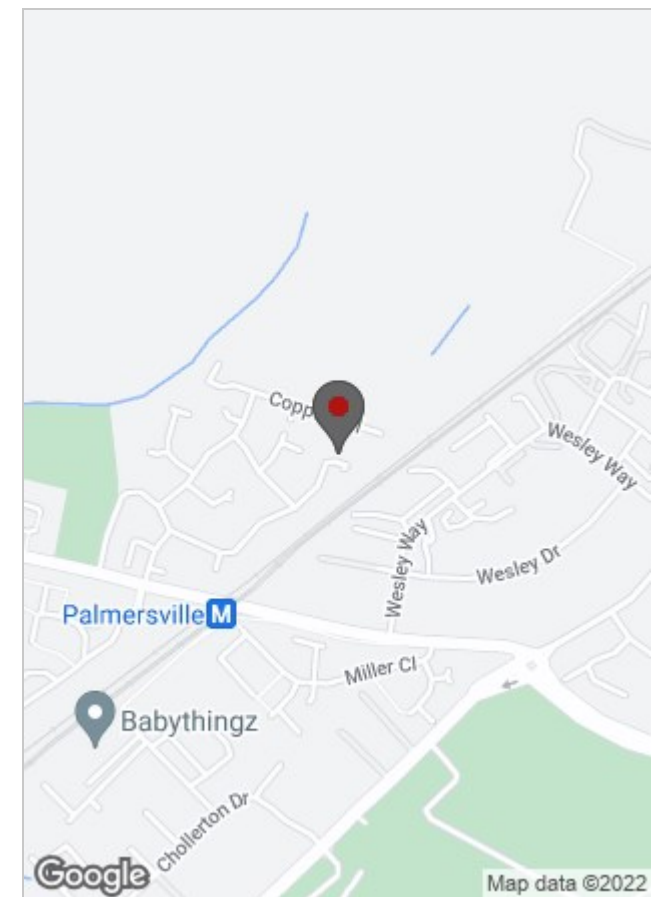 Wesley Way
Wesley Dr
Wesley Way
Palmersville M
Miller Cl
Babythingz
Chollerton Dr
Google
Map data ©2022